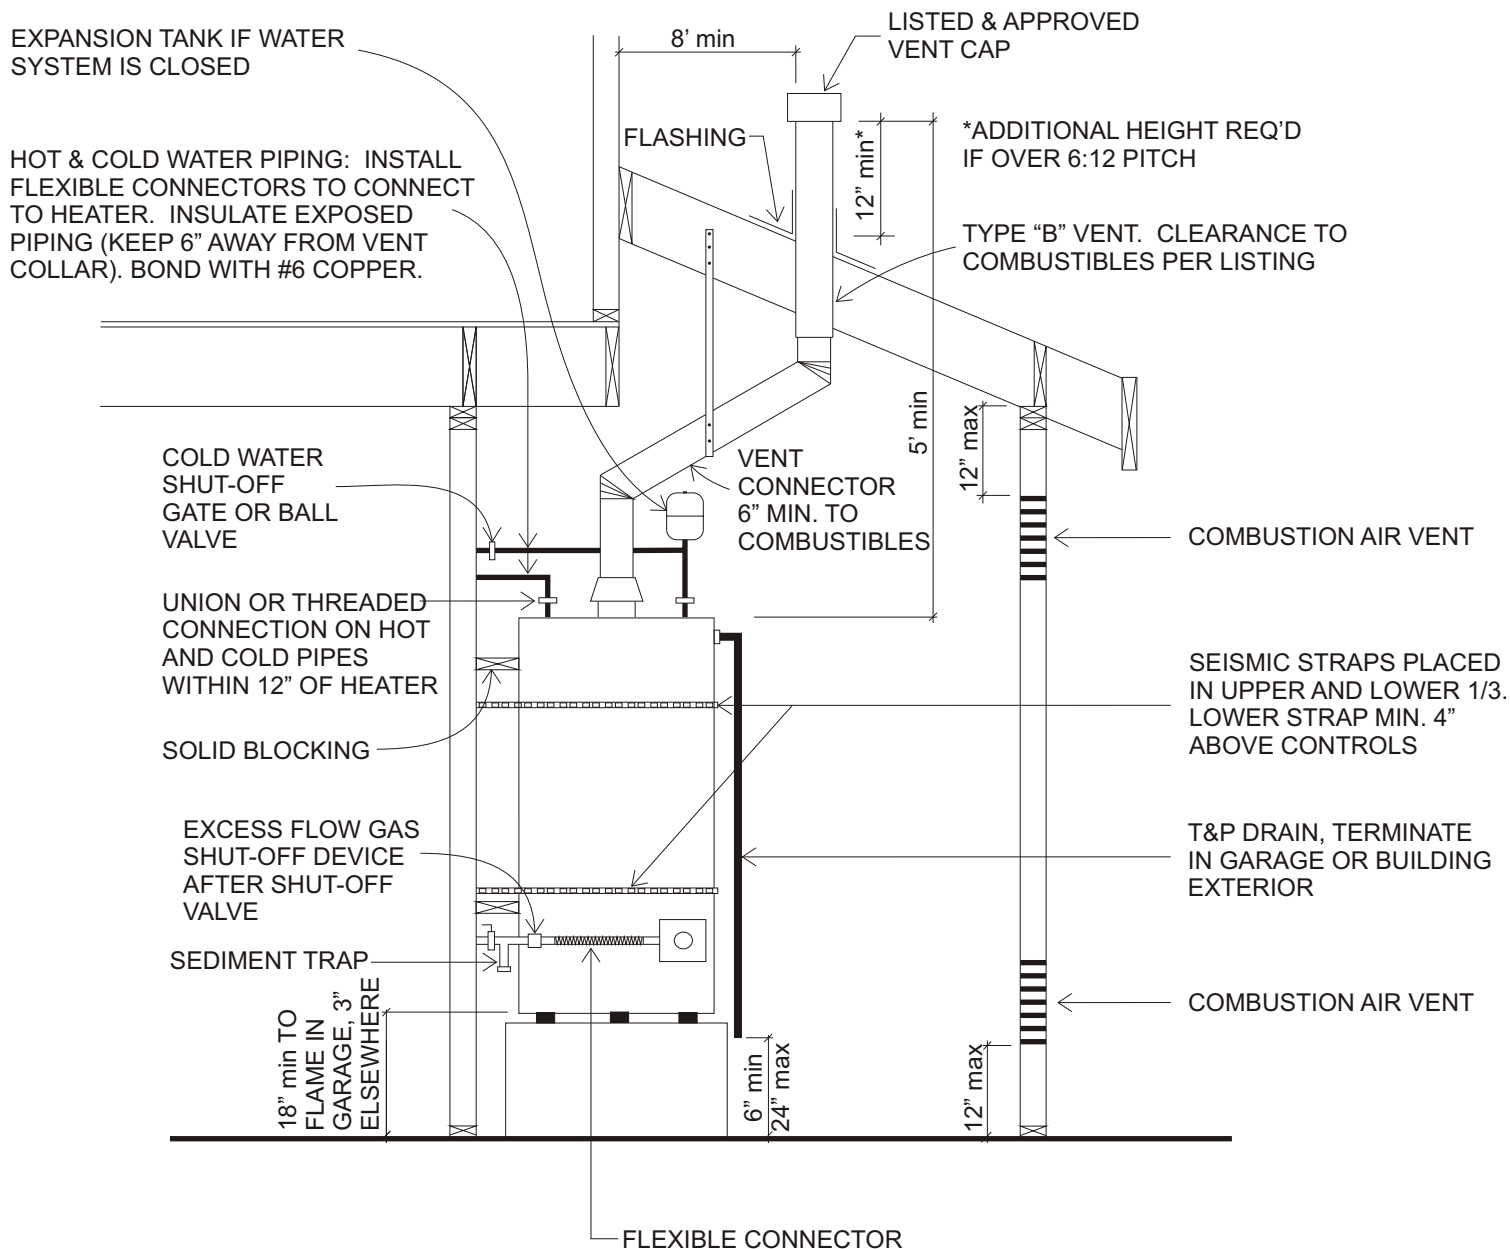 EXPANSION TANK IF WATER
SYSTEM IS CLOSED
8’ min
LISTED & APPROVED
VENT CAP
HOT & COLD WATER PIPING:  INSTALL
FLEXIBLE CONNECTORS TO CONNECT
TO HEATER.  INSULATE EXPOSED
PIPING (KEEP 6” AWAY FROM VENT
COLLAR). BOND WITH #6 COPPER.
FLASHING
12” min*
*ADDITIONAL HEIGHT REQ’D
IF OVER 6:12 PITCH
TYPE “B” VENT.  CLEARANCE TO
COMBUSTIBLES PER LISTING
5’ min
12” max
COLD WATER
SHUT-OFF
GATE OR BALL
VALVE
VENT
CONNECTOR
6” MIN. TO
COMBUSTIBLES
COMBUSTION AIR VENT
UNION OR THREADED
CONNECTION ON HOT
AND COLD PIPES
WITHIN 12” OF HEATER
SEISMIC STRAPS PLACED
IN UPPER AND LOWER 1/3.
LOWER STRAP MIN. 4”
ABOVE CONTROLS
SOLID BLOCKING
EXCESS FLOW GAS
SHUT-OFF DEVICE
AFTER SHUT-OFF
VALVE
T&P DRAIN, TERMINATE
IN GARAGE OR BUILDING
EXTERIOR
SEDIMENT TRAP
COMBUSTION AIR VENT
18” min TO
FLAME IN
GARAGE, 3”
ELSEWHERE
6” min
24” max
12” max
FLEXIBLE CONNECTOR